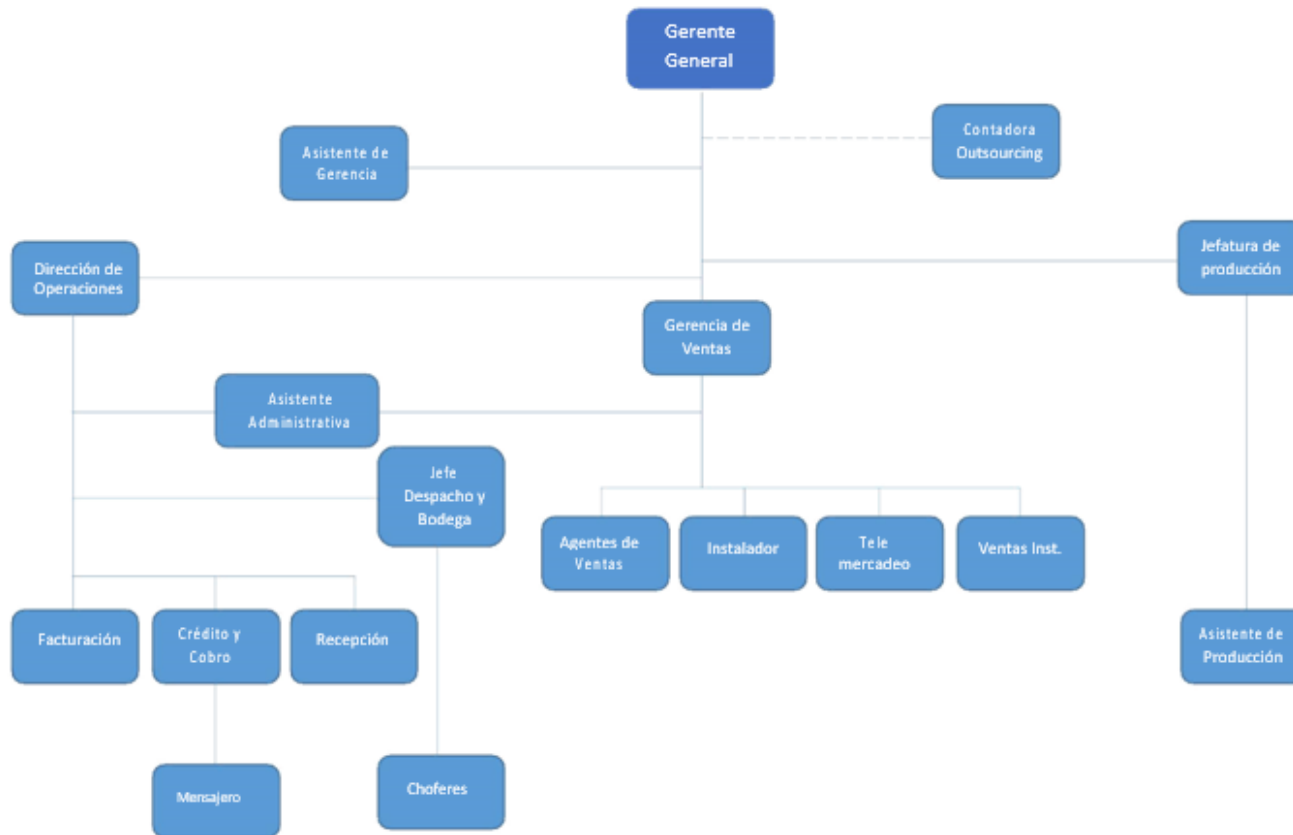 Gerente
General
Contadora
Outsourcing
Asistente de
Gerencia
Jefatura de
producción
Dirección de
Operaciones
Gerencia de
Ventas
Asistente
Administrativa
Jefe
Despacho y
Bodega
Agentes de
Ventas
Instalador
Tele
mercadeo
Ventas Inst.
Facturación
Crédito y
Cobro
Recepción
Asistente de
Producción
Mensajero
Choferes